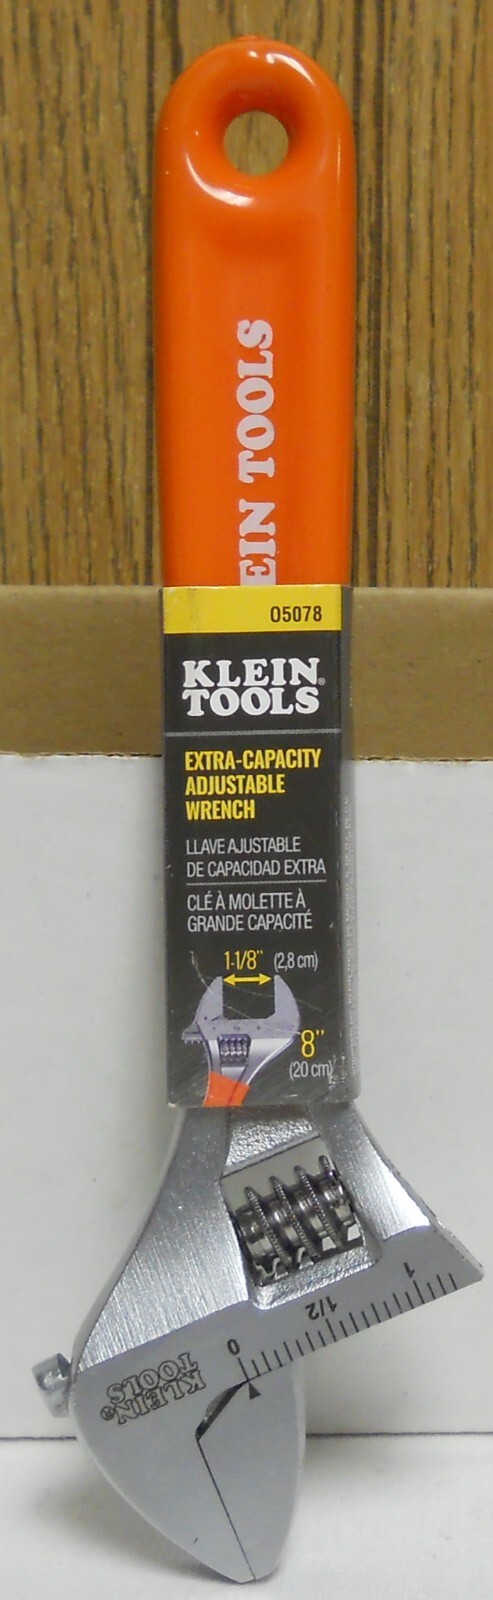 EIN TOOLS
05078
KLEIN
TOOLS®
EXTRA-CAPACITY
ADJUSTABLE
WRENCH
LLAVE AJUSTABLE
DE CAPACIDAD EXTRA
CLÉ À MOLETTE À
GRANDE CAPACITÉ
1-1/8" (2,8 cm)
8"
(20 cm)
0 1/2 1
KLEIN
TOOLS®